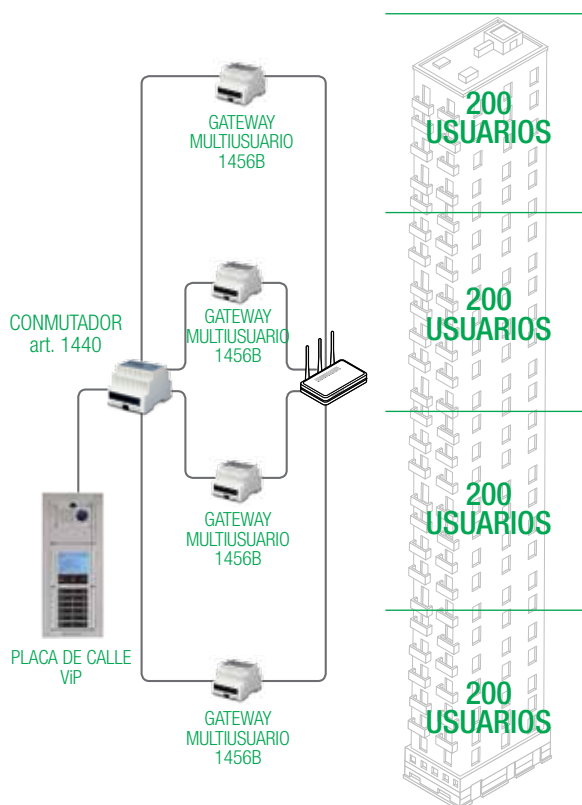 GATEWAY
MULTIUSUARIO
1456B
GATEWAY
MULTIUSUARIO
1456B
CONMUTADOR
art. 1440
GATEWAY
MULTIUSUARIO
1456B
PLACA DE CALLE
ViP
GATEWAY
MULTIUSUARIO
1456B
200
USUARIOS
200
USUARIOS
200
USUARIOS
200
USUARIOS